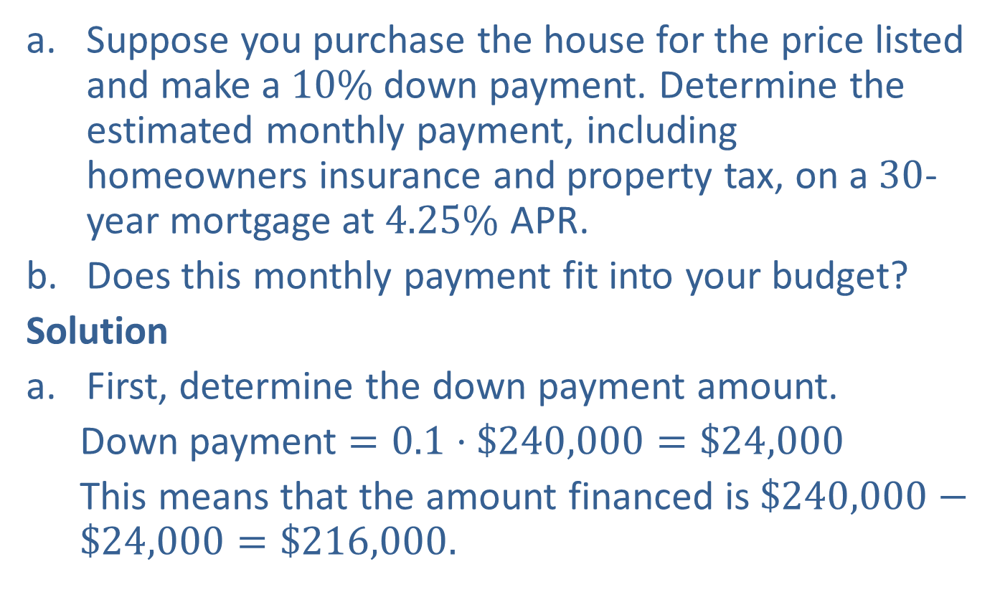 a. Suppose you purchase the house for the price listed
and make a 10% down payment. Determine the
estimated monthly payment, including
homeowners insurance and property tax, on a 30-
year mortgage at 4.25% APR.
b. Does this monthly payment fit into your budget?
Solution
a. First, determine the down payment amount.
Down payment = 0.1 · $240,000 = $24,000
This means that the amount financed is $240,000 −
$24,000 = $216,000.